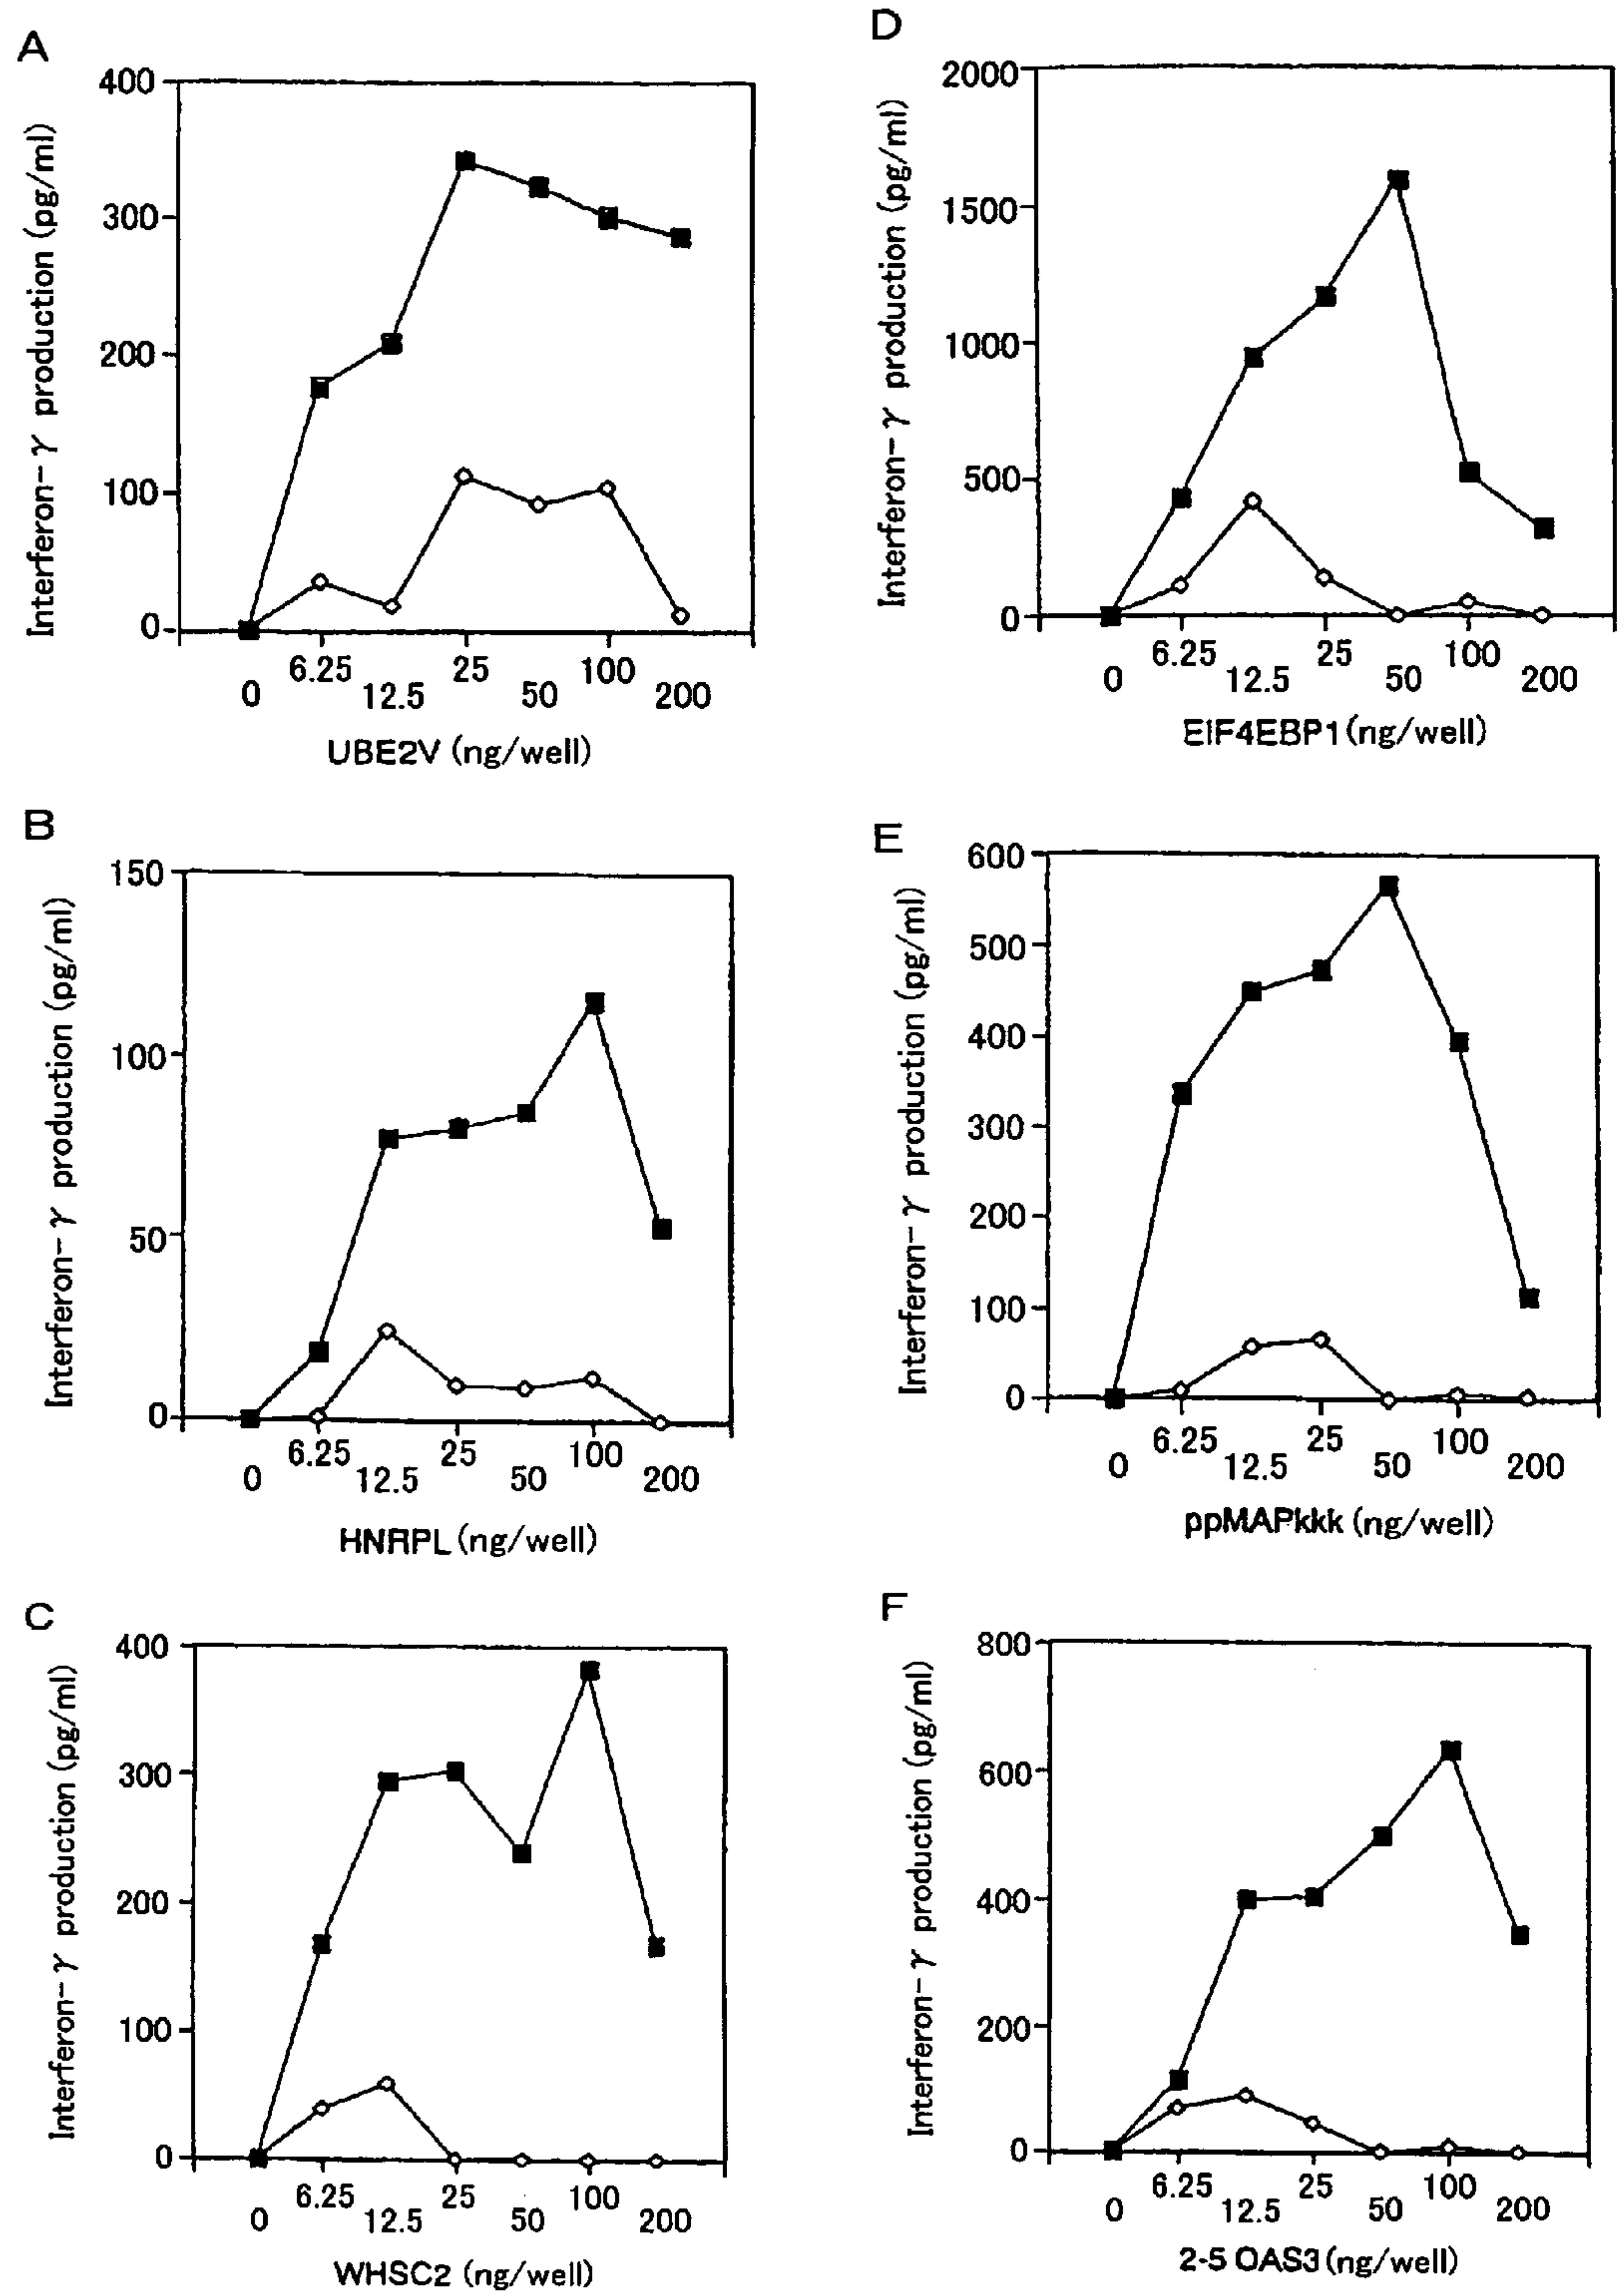 A
Interferon-γ production (pg/ml)
400
300
200
100
0
0 6.25 12.5 25 50 100 200
UBE2V (ng/well)
B
Interferon-γ production (pg/ml)
150
100
50
0
0 6.25 12.5 25 50 100 200
HNRPL (ng/well)
C
Interferon-γ production (pg/ml)
400
300
200
100
0
0 6.25 12.5 25 50 100 200
WHSC2 (ng/well)
D
Interferon-γ production (pg/ml)
2000
1500
1000
500
0
0 6.25 12.5 25 50 100 200
EIF4EBP1 (ng/well)
E
Interferon-γ production (pg/ml)
600
500
400
300
200
100
0
0 6.25 12.5 25 50 100 200
ppMAPkkk (ng/well)
F
Interferon-γ production (pg/ml)
800
600
400
200
0
0 6.25 12.5 25 50 100 200
2-5 OAS3 (ng/well)